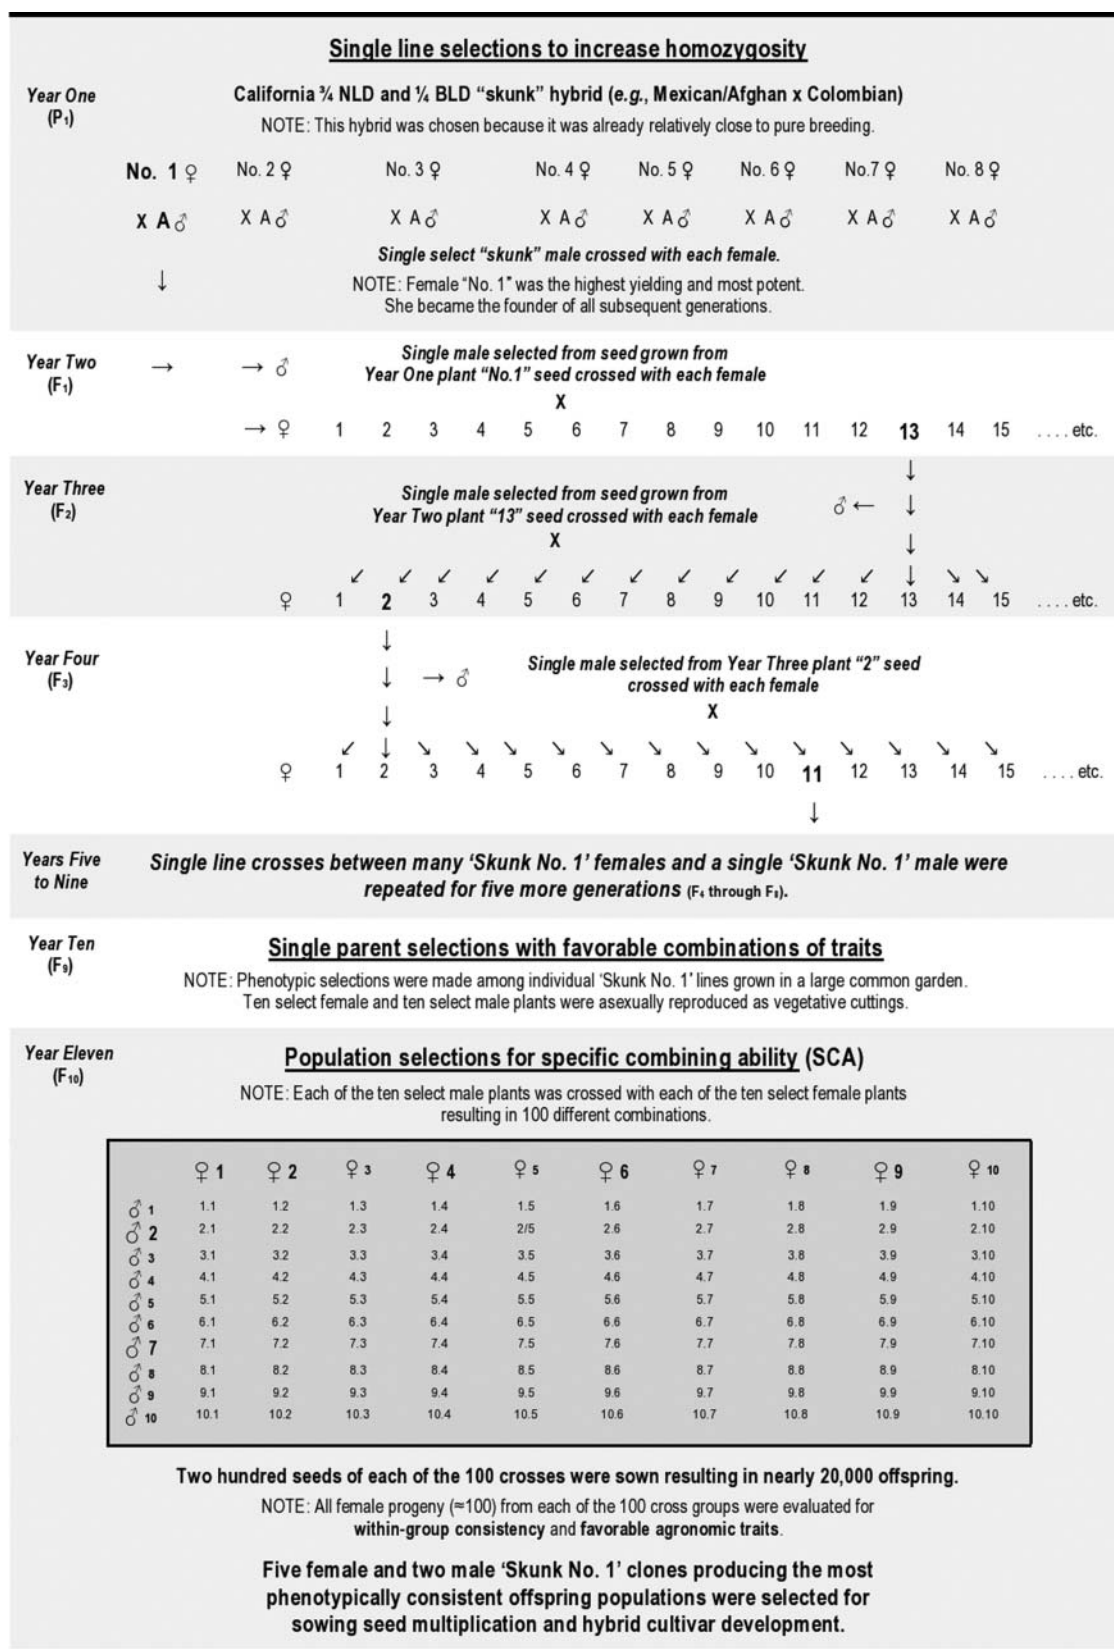 Single line selections to increase homozygosity
Year One
(P₁)
California ¾ NLD and ¼ BLD “skunk” hybrid (e.g., Mexican/Afghan x Colombian)
NOTE: This hybrid was chosen because it was already relatively close to pure breeding.
No. 1 ♀ No. 2 ♀ No. 3 ♀ No. 4 ♀ No. 5 ♀ No. 6 ♀ No.7 ♀ No. 8 ♀
X A♂ X A♂ X A♂ X A♂ X A♂ X A♂ X A♂ X A♂
Single select “skunk” male crossed with each female.
↓
NOTE: Female “No. 1” was the highest yielding and most potent.
She became the founder of all subsequent generations.
Year Two
(F₁)
→ → ♂
Single male selected from seed grown from
Year One plant “No.1” seed crossed with each female
X
→ ♀ 1 2 3 4 5 6 7 8 9 10 11 12 13 14 15 . . . . etc.
Year Three
(F₂)
Single male selected from seed grown from
Year Two plant “13” seed crossed with each female
X
↓
♂ ← ↓
↓
↙ ↙ ↙ ↙ ↙ ↙ ↙ ↙ ↙ ↙ ↙ ↙ ↓ ↘ ↘
♀ 1 2 3 4 5 6 7 8 9 10 11 12 13 14 15 . . . . etc.
Year Four
(F₃)
↓
↓ → ♂
↓
Single male selected from Year Three plant “2” seed
crossed with each female
X
↙ ↓ ↘ ↘ ↘ ↘ ↘ ↘ ↘ ↘ ↘ ↘ ↘ ↘ ↘
♀ 1 2 3 4 5 6 7 8 9 10 11 12 13 14 15 . . . . etc.
↓
Years Five
to Nine
Single line crosses between many ‘Skunk No. 1’ females and a single ‘Skunk No. 1’ male were
repeated for five more generations (F₄ through F₈).
Year Ten
(F₉)
Single parent selections with favorable combinations of traits
NOTE: Phenotypic selections were made among individual ‘Skunk No. 1’ lines grown in a large common garden.
Ten select female and ten select male plants were asexually reproduced as vegetative cuttings.
Year Eleven
(F₁₀)
Population selections for specific combining ability (SCA)
NOTE: Each of the ten select male plants was crossed with each of the ten select female plants
resulting in 100 different combinations.
♀ 1 ♀ 2 ♀ 3 ♀ 4 ♀ 5 ♀ 6 ♀ 7 ♀ 8 ♀ 9 ♀ 10
♂ 1 1.1 1.2 1.3 1.4 1.5 1.6 1.7 1.8 1.9 1.10
♂ 2 2.1 2.2 2.3 2.4 2/5 2.6 2.7 2.8 2.9 2.10
♂ 3 3.1 3.2 3.3 3.4 3.5 3.6 3.7 3.8 3.9 3.10
♂ 4 4.1 4.2 4.3 4.4 4.5 4.6 4.7 4.8 4.9 4.10
♂ 5 5.1 5.2 5.3 5.4 5.5 5.6 5.7 5.8 5.9 5.10
♂ 6 6.1 6.2 6.3 6.4 6.5 6.6 6.7 6.8 6.9 6.10
♂ 7 7.1 7.2 7.3 7.4 7.5 7.6 7.7 7.8 7.9 7.10
♂ 8 8.1 8.2 8.3 8.4 8.5 8.6 8.7 8.8 8.9 8.10
♂ 9 9.1 9.2 9.3 9.4 9.5 9.6 9.7 9.8 9.9 9.10
♂ 10 10.1 10.2 10.3 10.4 10.5 10.6 10.7 10.8 10.9 10.10
Two hundred seeds of each of the 100 crosses were sown resulting in nearly 20,000 offspring.
NOTE: All female progeny (≈100) from each of the 100 cross groups were evaluated for
within-group consistency and favorable agronomic traits.
Five female and two male ‘Skunk No. 1’ clones producing the most
phenotypically consistent offspring populations were selected for
sowing seed multiplication and hybrid cultivar development.